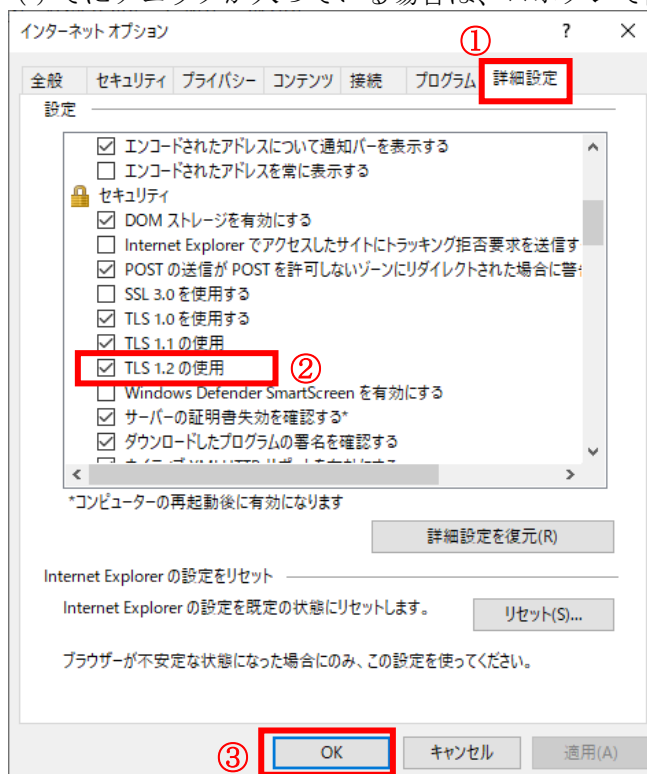 インターネット オプション
①
?
×
全般 セキュリティ プライバシー コンテンツ 接続 プログラム 詳細設定
設定
エンコードされたアドレスについて通知バーを表示する
エンコードされたアドレスを常に表示する
セキュリティ
DOM ストレージを有効にする
Internet Explorer でアクセスしたサイトにトラッキング拒否要求を送信す
POST の送信が POST を許可しないゾーンにリダイレクトされた場合に警
SSL 3.0 を使用する
TLS 1.0 を使用する
TLS 1.1 の使用
TLS 1.2 の使用
②
Windows Defender SmartScreen を有効にする
サーバーの証明書失効を確認する*
ダウンロードしたプログラムの署名を確認する
*コンピューターの再起動後に有効になります
詳細設定を復元(R)
Internet Explorer の設定をリセット
Internet Explorer の設定を既定の状態にリセットします。
リセット(S)...
ブラウザーが不安定な状態になった場合にのみ、この設定を使ってください。
③
OK
キャンセル
適用(A)